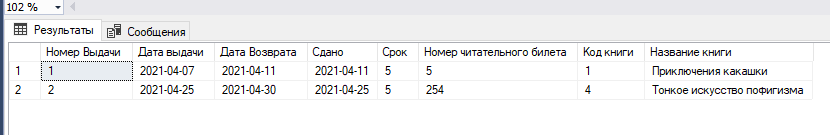 102 %
Результаты Сообщения
Номер Выдачи Дата выдачи Дата Возврата Сдано Срок Номер читательного билета Код книги Название книги
1 1 2021-04-07 2021-04-11 2021-04-11 5 5 1 Приключения какашки
2 2 2021-04-25 2021-04-30 2021-04-25 5 254 4 Тонкое искусство пофигизма